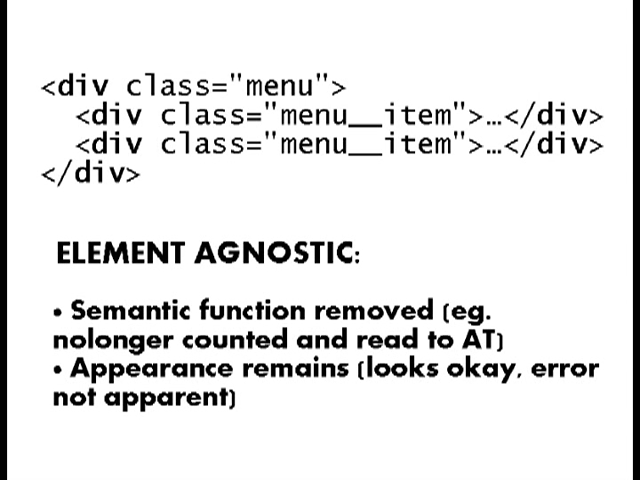 <div class="menu">
<div class="menu__item">…</div>
<div class="menu__item">…</div>
</div>
ELEMENT AGNOSTIC:
• Semantic function removed (eg.
nolonger counted and read to AT)
• Appearance remains (looks okay, error
not apparent)